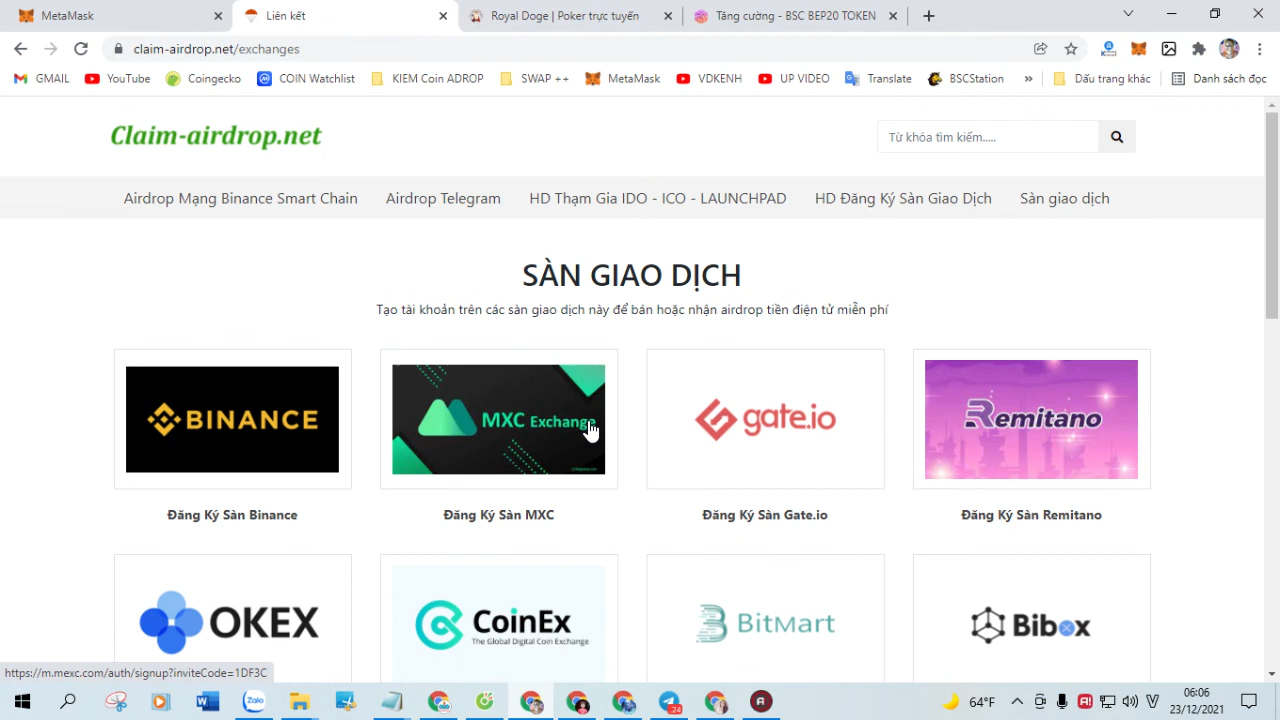 MetaMask
Liên kết
Royal Doge | Poker trực tuyến
Tăng cường - BSC BEP20 TOKEN
claim-airdrop.net/exchanges
GMAIL
YouTube
Coingecko
COIN Watchlist
KIEM Coin ADROP
SWAP ++
MetaMask
VDKENH
UP VIDEO
Translate
BSCStation
»
Dấu trang khác
Danh sách đọc
Claim-airdrop.net
Từ khóa tìm kiếm.....
Airdrop Mạng Binance Smart Chain
Airdrop Telegram
HD Thạm Gia IDO - ICO - LAUNCHPAD
HD Đăng Ký Sàn Giao Dịch
Sàn giao dịch
SÀN GIAO DỊCH
Tạo tài khoản trên các sàn giao dịch này để bán hoặc nhận airdrop tiền điện tử miễn phí
BINANCE
MXC Exchange
gate.io
Remitano
Đăng Ký Sàn Binance
Đăng Ký Sàn MXC
Đăng Ký Sàn Gate.io
Đăng Ký Sàn Remitano
OKEX
CoinEx
The Global Digital Coin Exchange
BitMart
Bibox
https://m.mexc.com/auth/signup?inviteCode=1DF3C
Zalo
24
64°F
06:06
23/12/2021